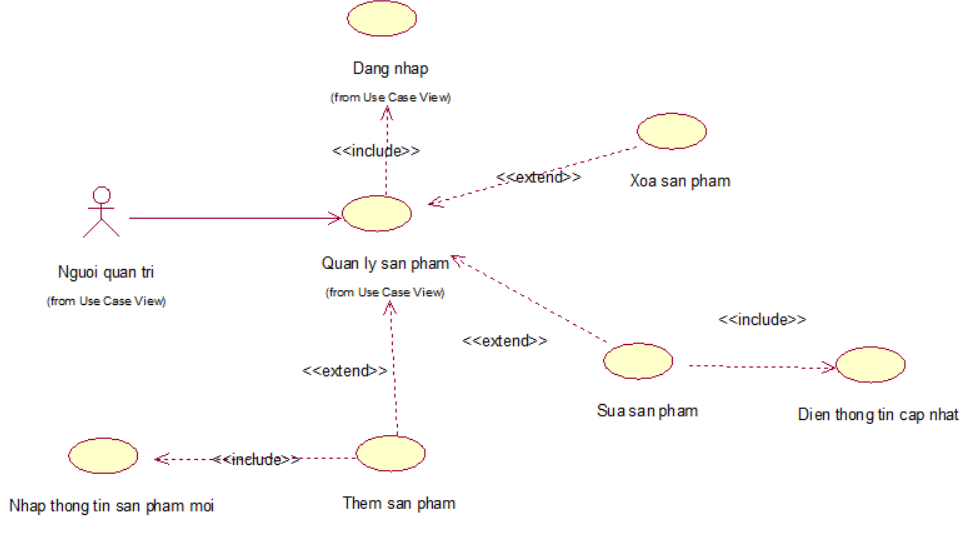 Dang nhap
(from Use Case View)
<<include>>
<<extend>>
Xoa san pham
Nguoi quan tri
(from Use Case View)
Quan ly san pham
(from Use Case View)
<<include>>
<<extend>>
<<extend>>
Sua san pham
Dien thong tin cap nhat
<<include>>
Nhap thong tin san pham moi
Them san pham